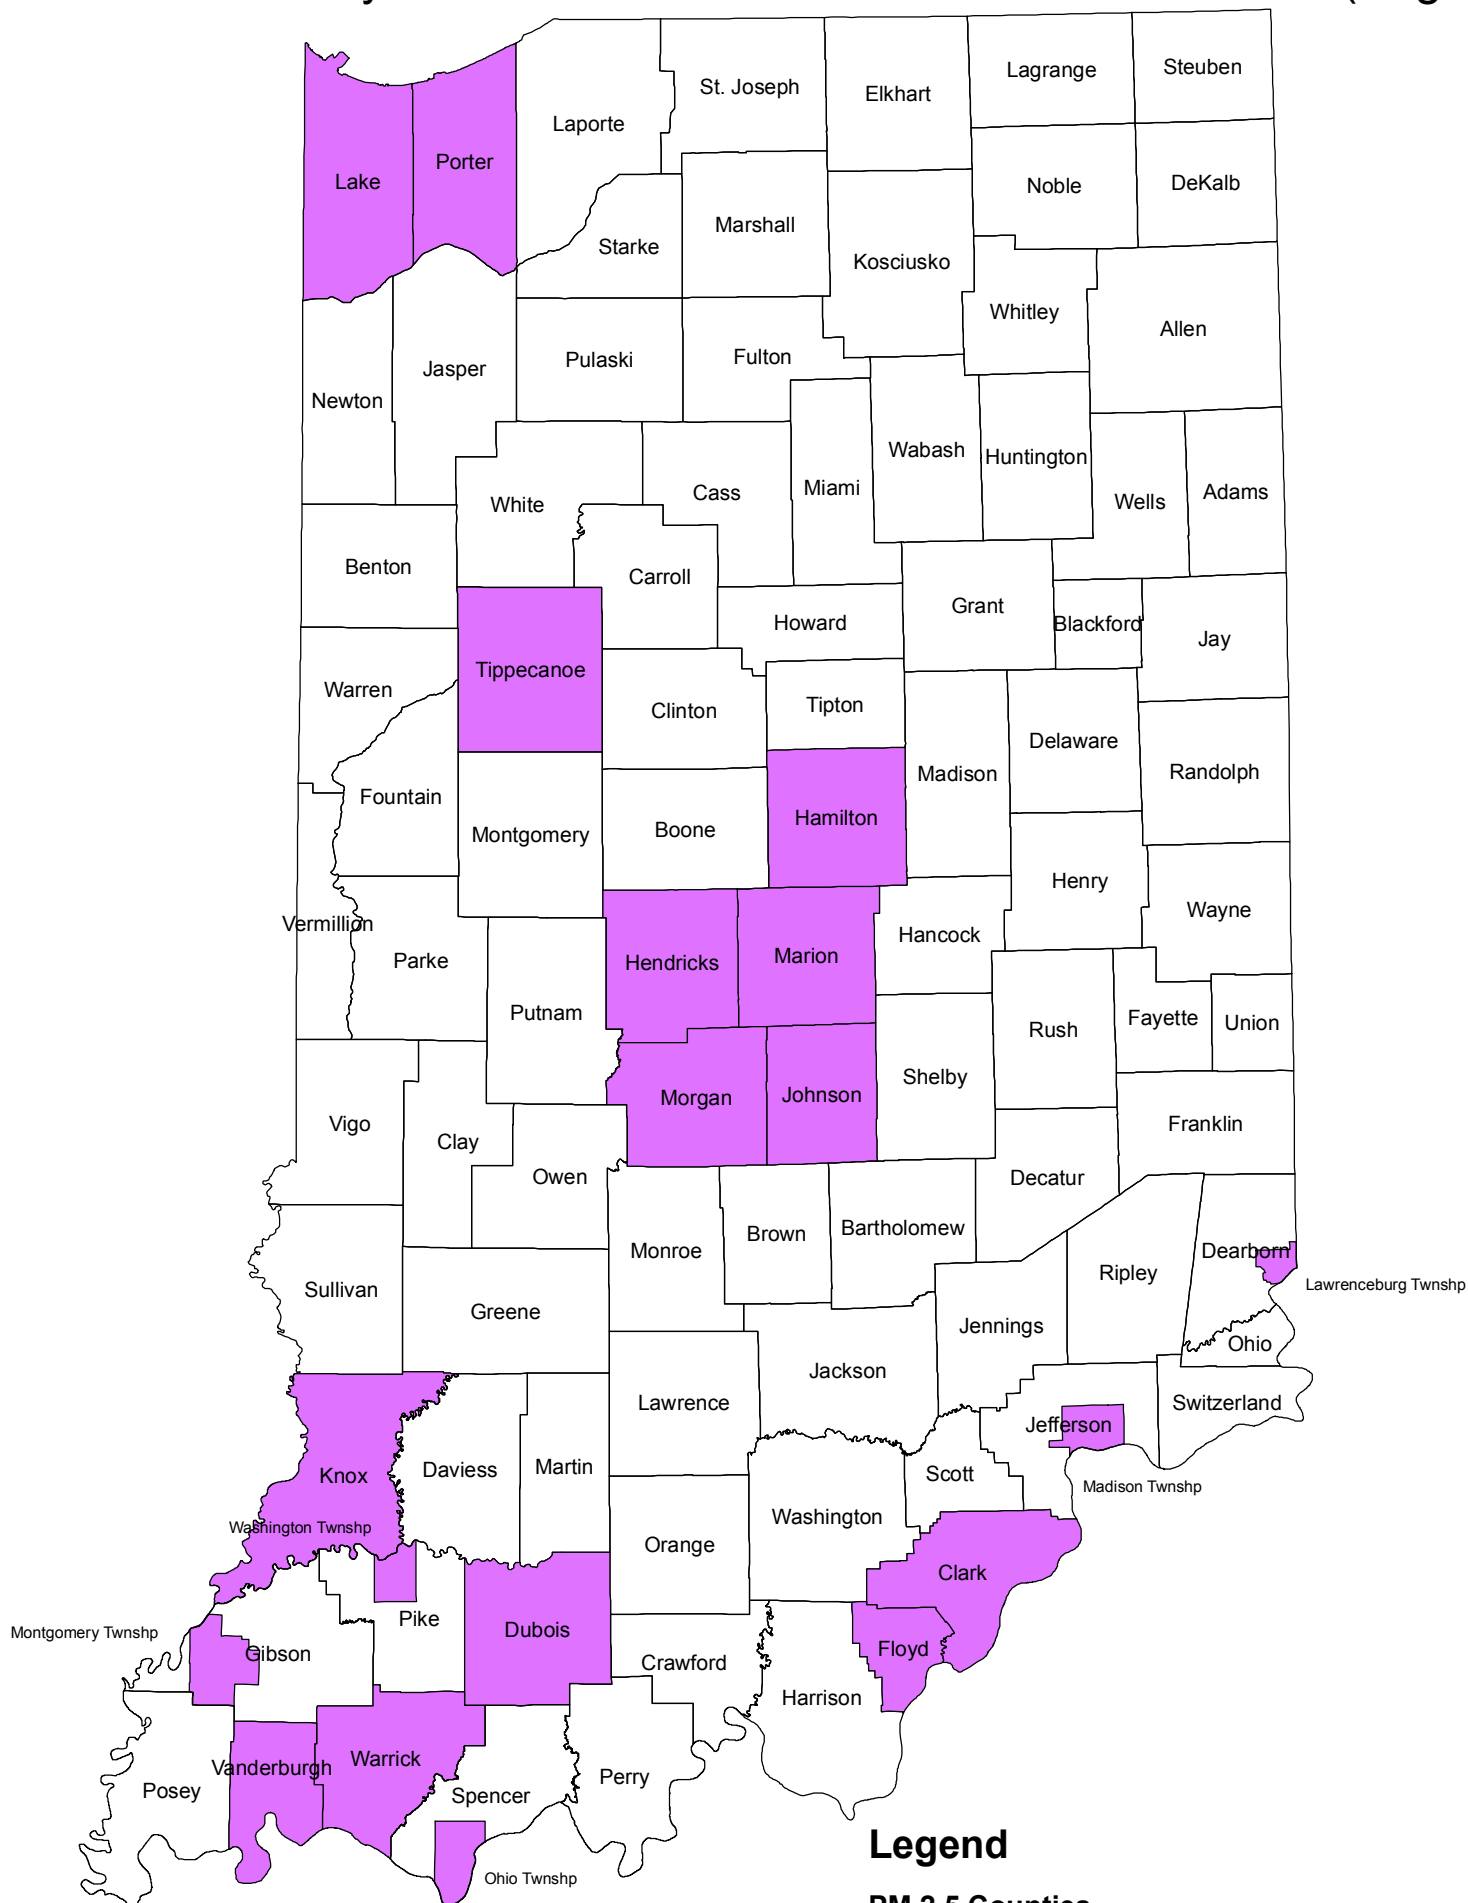 St. Joseph
Elkhart
Lagrange
Steuben
Laporte
Lake
Porter
Noble
DeKalb
Starke
Marshall
Kosciusko
Whitley
Allen
Newton
Jasper
Pulaski
Fulton
Wabash
Huntington
White
Cass
Miami
Wells
Adams
Benton
Carroll
Grant
Howard
Blackford
Jay
Warren
Tippecanoe
Clinton
Tipton
Delaware
Madison
Randolph
Fountain
Montgomery
Boone
Hamilton
Henry
Wayne
Vermillion
Parke
Hendricks
Marion
Hancock
Putnam
Rush
Fayette
Union
Vigo
Clay
Morgan
Johnson
Shelby
Franklin
Owen
Decatur
Monroe
Brown
Bartholomew
Dearborn
Ripley
Lawrenceburg Twnshp
Sullivan
Greene
Jennings
Ohio
Jackson
Lawrence
Switzerland
Jefferson
Knox
Daviess
Martin
Scott
Madison Twnshp
Washington
Washington Twnshp
Orange
Clark
Pike
Dubois
Montgomery Twnshp
Gibson
Floyd
Crawford
Harrison
Vanderburgh
Warrick
Posey
Spencer
Perry
Ohio Twnshp
Legend
PM 2.5 Counties